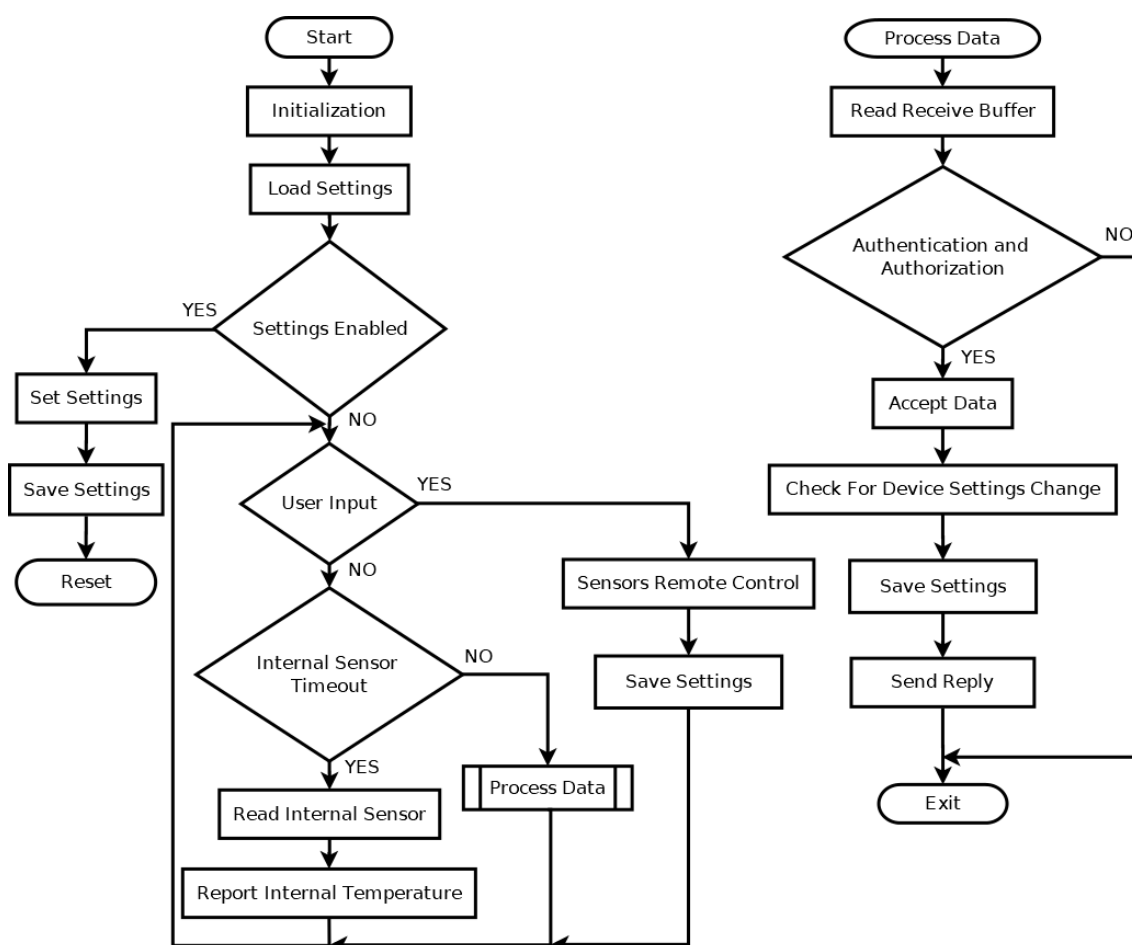 Start
Initialization
Load Settings
Settings Enabled
YES
Set Settings
Save Settings
Reset
NO
User Input
YES
Sensors Remote Control
Save Settings
NO
Internal Sensor
Timeout
NO
Process Data
YES
Read Internal Sensor
Report Internal Temperature
Process Data
Read Receive Buffer
Authentication and
Authorization
NO
YES
Accept Data
Check For Device Settings Change
Save Settings
Send Reply
Exit